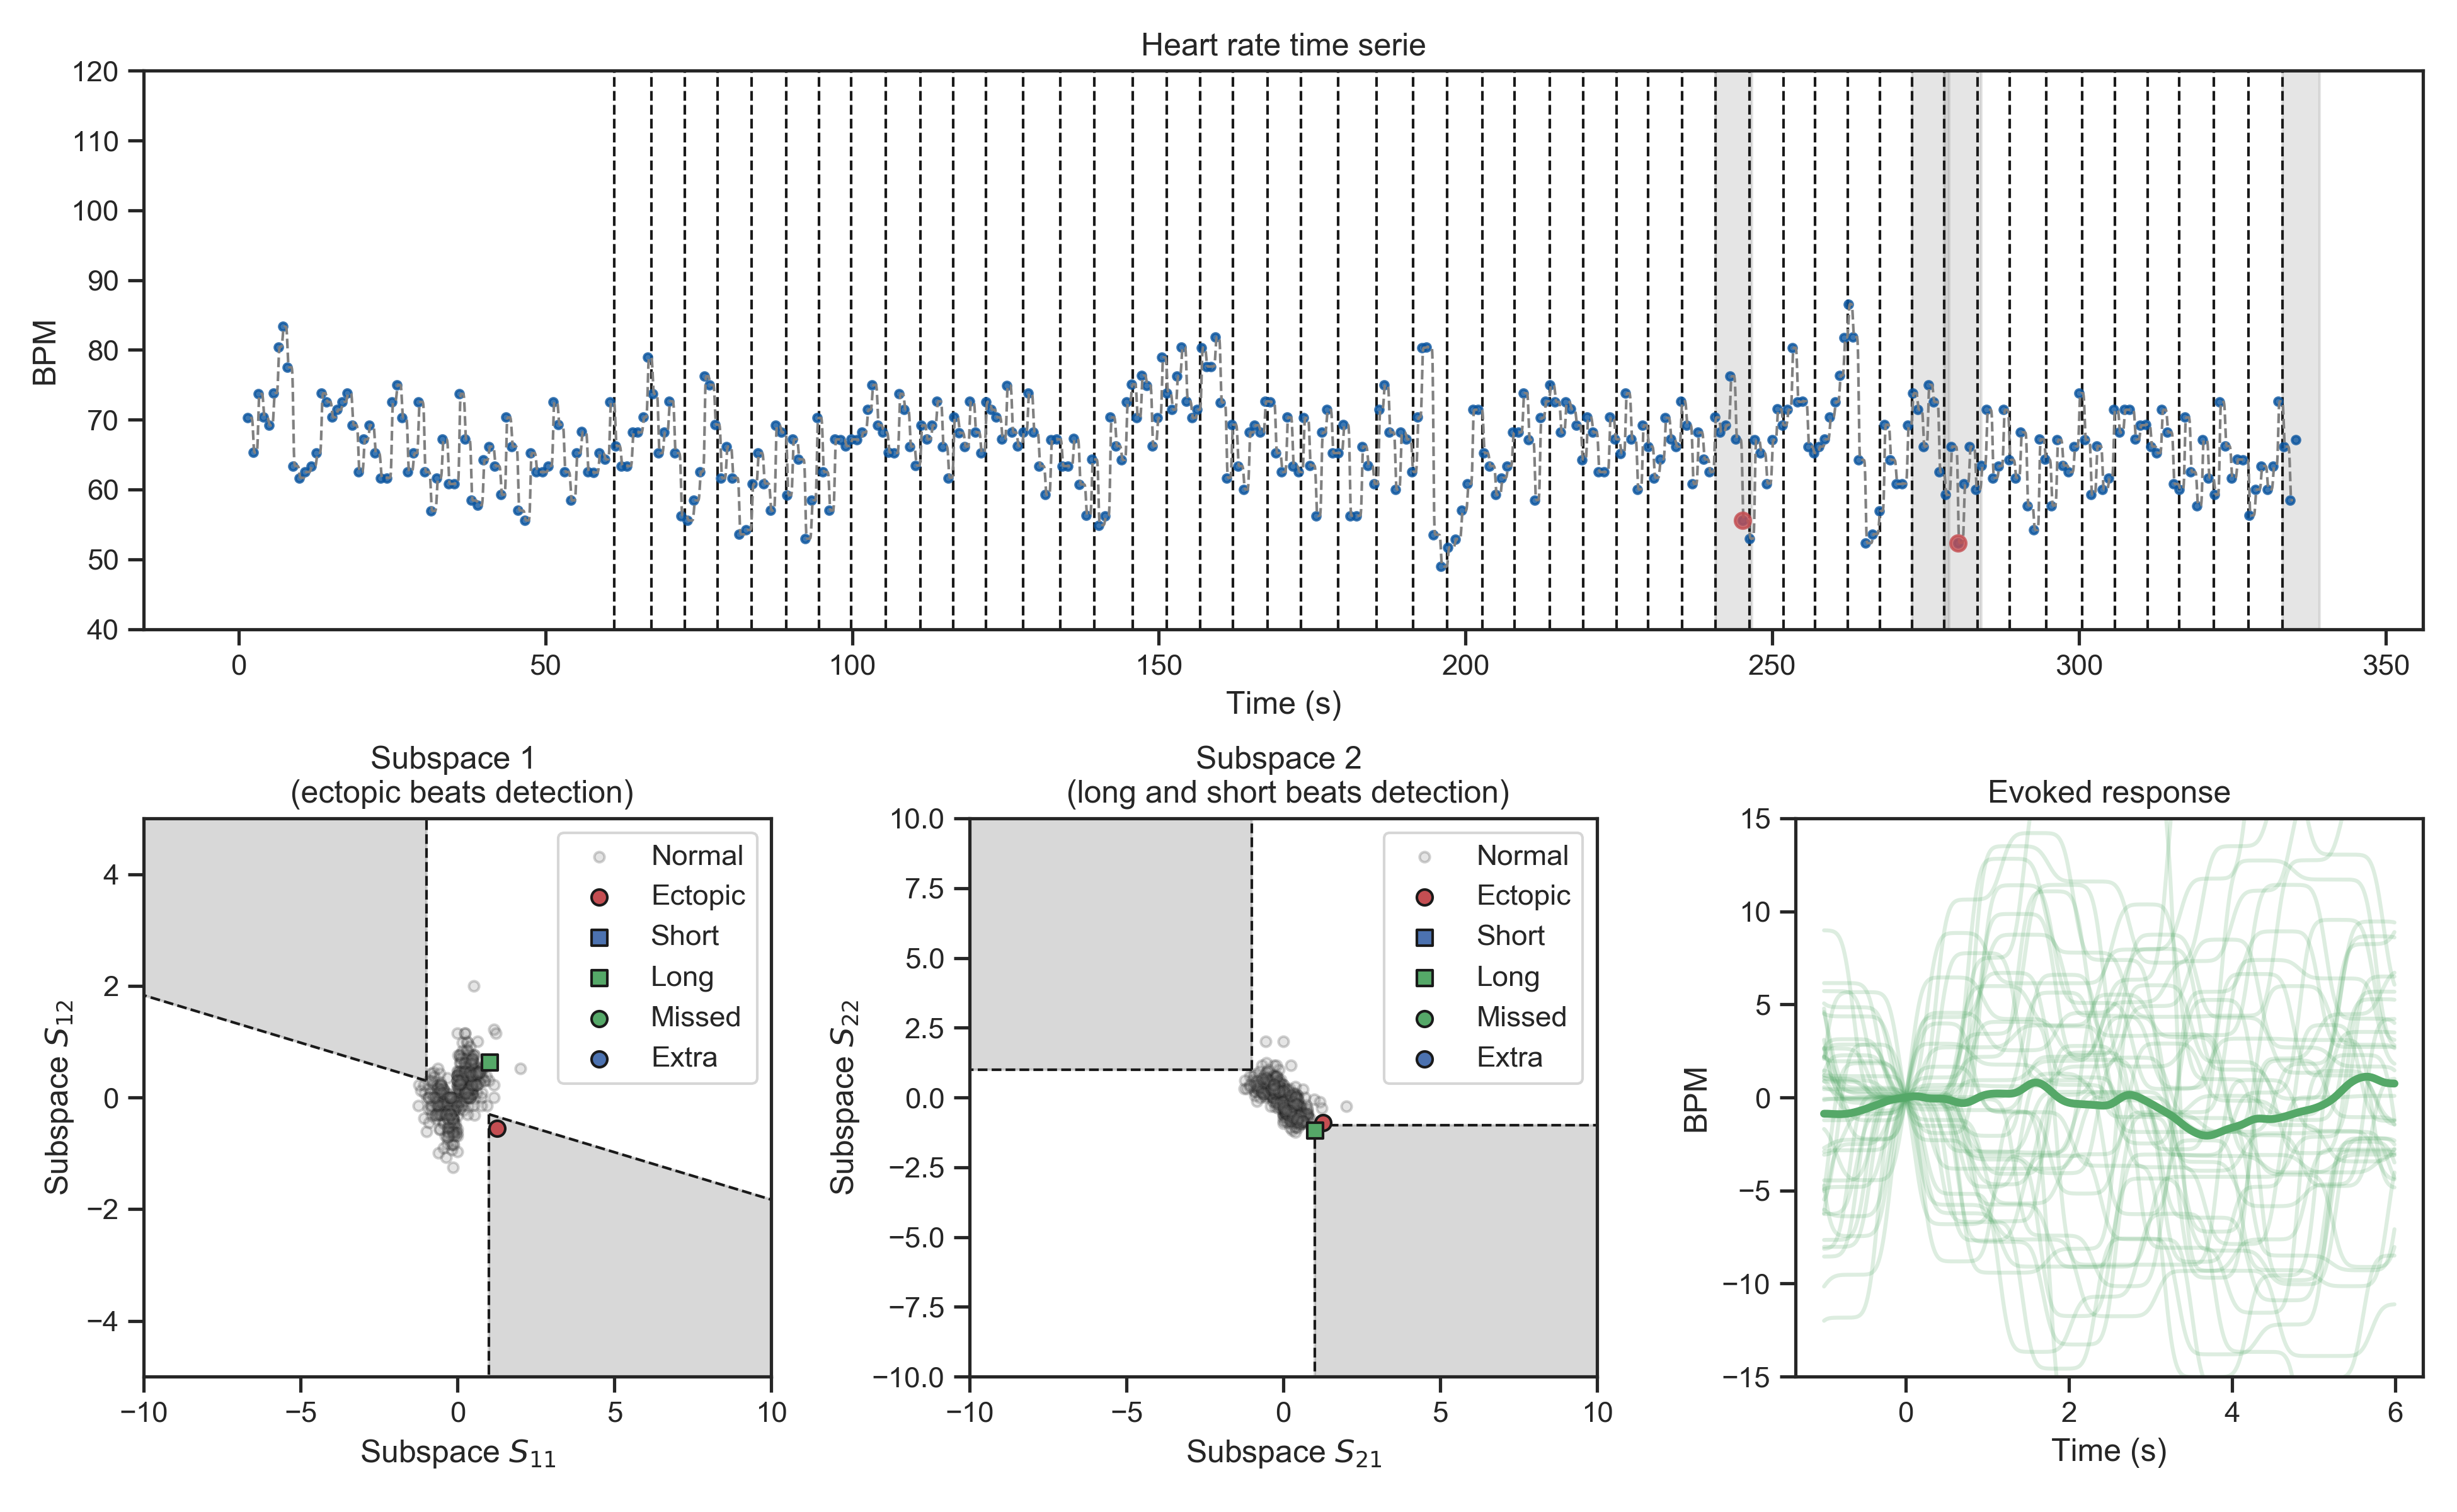 Heart rate time serie
120
110
100
90
80
70
60
50
40
BPM
0 50 100 150 200 250 300 350
Time (s)
Subspace 1
(ectopic beats detection)
4
2
0
−2
−4
Subspace S12
Normal
Ectopic
Short
Long
Missed
Extra
−10 −5 0 5 10
Subspace S11
Subspace 2
(long and short beats detection)
10.0
7.5
5.0
2.5
0.0
−2.5
−5.0
−7.5
−10.0
Subspace S22
Normal
Ectopic
Short
Long
Missed
Extra
−10 −5 0 5 10
Subspace S21
Evoked response
15
10
5
0
−5
−10
−15
BPM
0 2 4 6
Time (s)